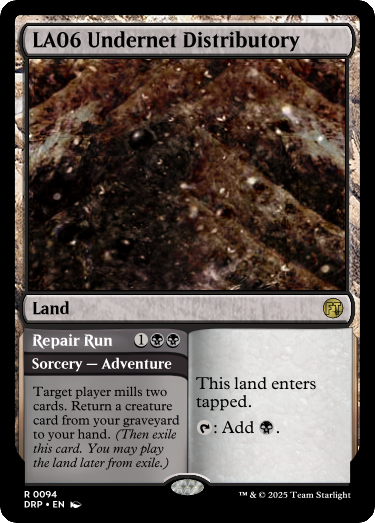 LA06 Undernet Distributory
Land
FT
Repair Run 1
Sorcery — Adventure
Target player mills two
cards. Return a creature
card from your graveyard
to your hand. (Then exile
this card. You may play
the land later from exile.)
This land enters
tapped.
: Add .
R 0094
DRP • EN
™ & © 2025 Team Starlight